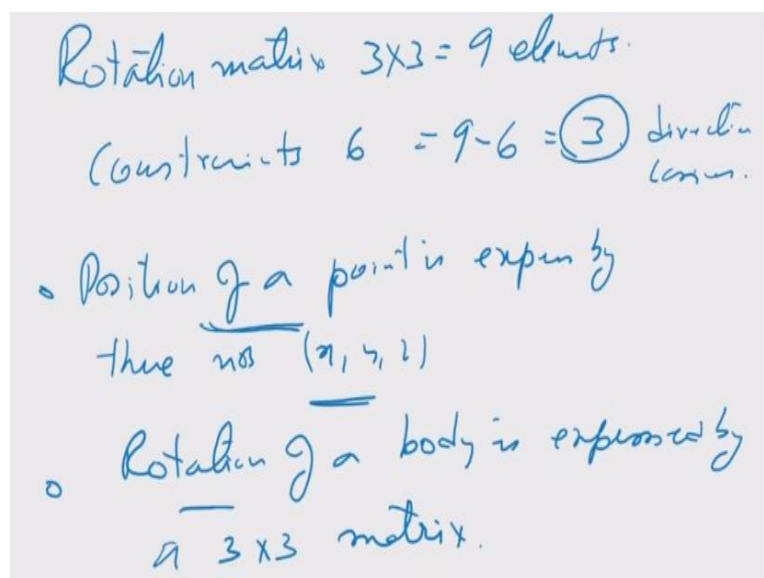 Rotation matrix 3x3 = 9 elements.
Constraints 6 = 9-6 = 3 direction cosines.
• Position of a point is express by
three nos (x, y, z)
• Rotation of a body is expressed by
a 3x3 matrix.